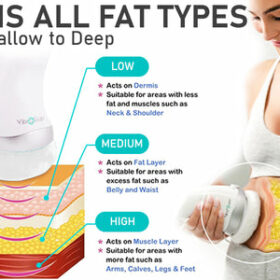 IS ALL FAT TYPES
allow to Deep
LOW
Acts on Dermis
Suitable for areas with less
fat and muscles such as
Neck & Shoulder
MEDIUM
Acts on Fat Layer
Suitable for areas with
excess fat such as
Belly and Waist
HIGH
Acts on Muscle Layer
Suitable for areas with
more fat such as
Arms, Calves, Legs & Feet